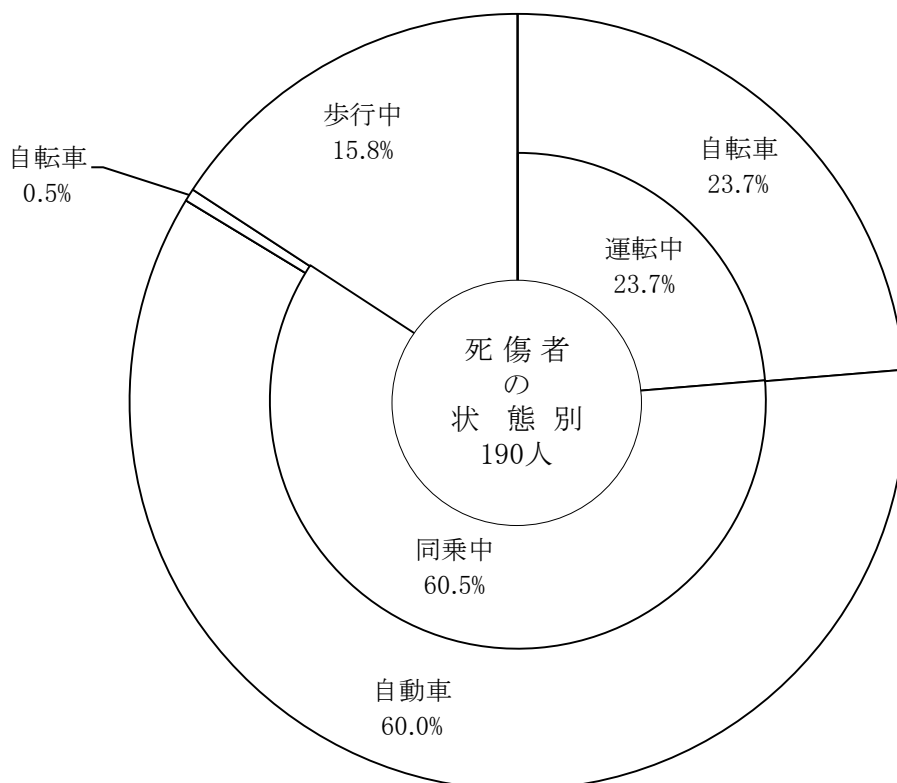 歩行中
15.8%
自転車
0.5%
自転車
23.7%
運転中
23.7%
死傷者
の
状態別
190人
同乗中
60.5%
自動車
60.0%